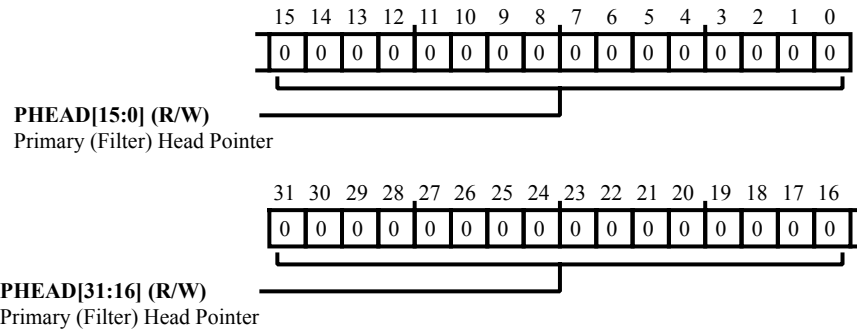 15 14 13 12 11 10 9 8 7 6 5 4 3 2 1 0
0 0 0 0 0 0 0 0 0 0 0 0 0 0 0 0
PHEAD[15:0] (R/W)
Primary (Filter) Head Pointer
31 30 29 28 27 26 25 24 23 22 21 20 19 18 17 16
0 0 0 0 0 0 0 0 0 0 0 0 0 0 0 0
PHEAD[31:16] (R/W)
Primary (Filter) Head Pointer